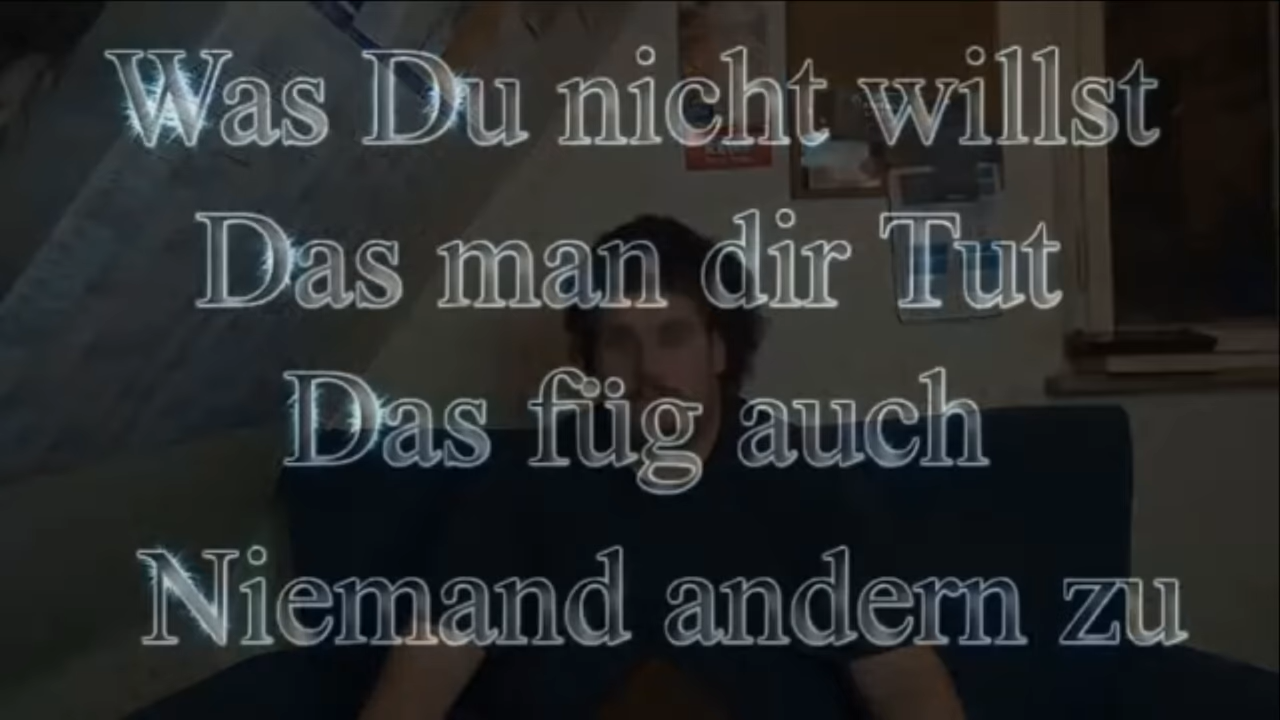 Was Du nicht willst
Das man dir Tut
Das füg auch
Niemand andern zu